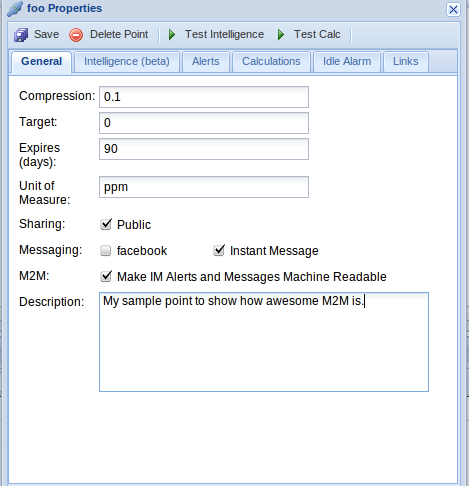 foo Properties
Save Delete Point Test Intelligence Test Calc
General Intelligence (beta) Alerts Calculations Idle Alarm Links
Compression: 0.1
Target: 0
Expires 90
(days):
Unit of ppm
Measure:
Sharing: Public
Messaging: facebook Instant Message
M2M: Make IM Alerts and Messages Machine Readable
Description: My sample point to show how awesome M2M is.